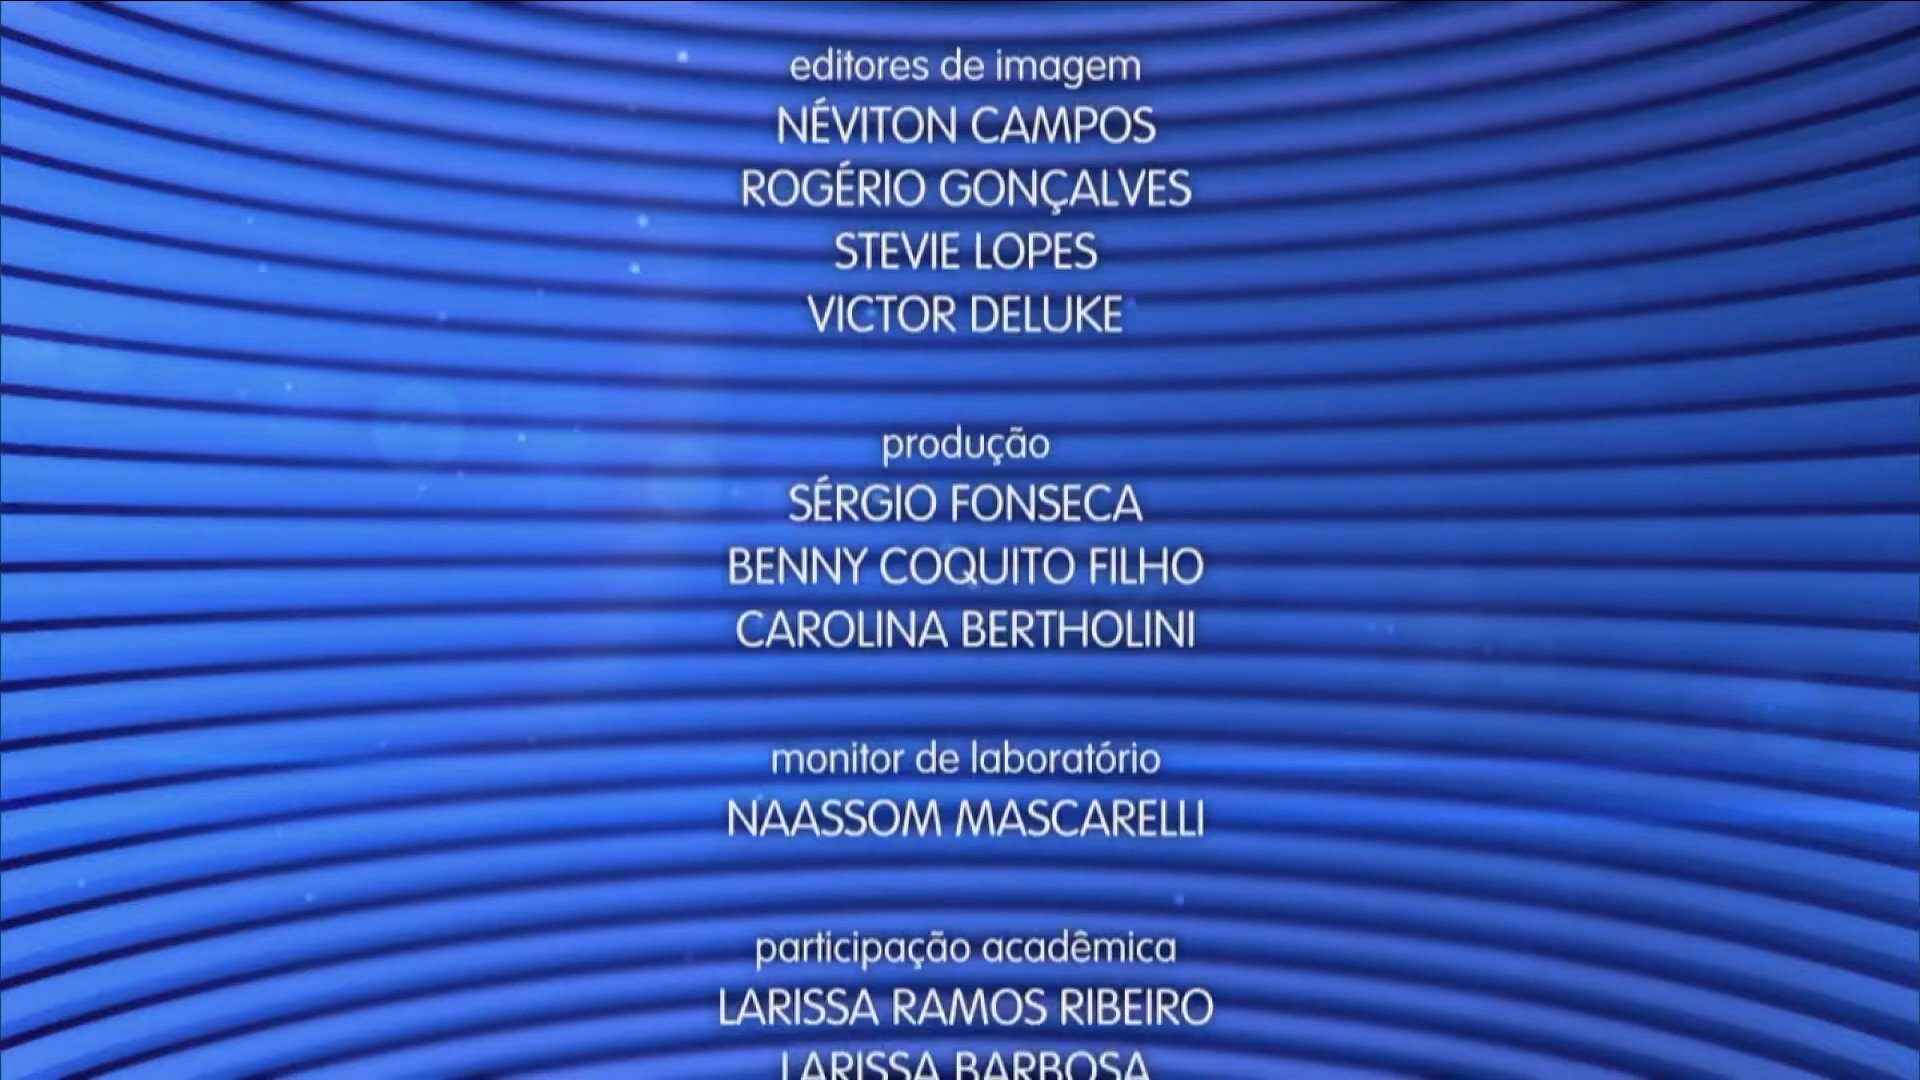 editores de imagem
NÉVITON CAMPOS
ROGÉRIO GONÇALVES
STEVIE LOPES
VICTOR DELUKE
produção
SÉRGIO FONSECA
BENNY COQUITO FILHO
CAROLINA BERTHOLINI
monitor de laboratório
NAASSOM MASCARELLI
participação acadêmica
LARISSA RAMOS RIBEIRO
LARISSA BARBOSA